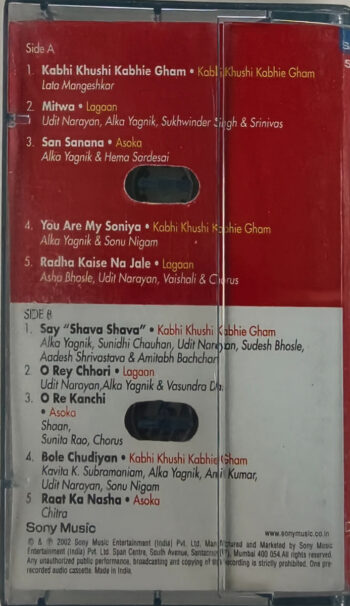 Side A
1. Kabhi Khushi Kabhie Gham • Kabhi Khushi Kabhie Gham
Lata Mangeshkar
2. Mitwa • Lagaan
Udit Narayan, Alka Yagnik, Sukhwinder Singh & Srinivas
3. San Sanana • Asoka
Alka Yagnik & Hema Sardesai
4. You Are My Soniya • Kabhi Khushi Kabhie Gham
Alka Yagnik & Sonu Nigam
5. Radha Kaise Na Jale • Lagaan
Asha Bhosle, Udit Narayan, Vaishali & Chorus
SIDE B
1. Say "Shava Shava" • Kabhi Khushi Kabhie Gham
Alka Yagnik, Sunidhi Chauhan, Udit Narayan, Sudesh Bhosle,
Aadesh Shrivastava & Amitabh Bachchan
2. O Rey Chhori • Lagaan
Udit Narayan,Alka Yagnik & Vasundra Das
3. O Re Kanchi
• Asoka
Shaan,
Sunita Rao, Chorus
4. Bole Chudiyan • Kabhi Khushi Kabhie Gham
Kavita K. Subramaniam, Alka Yagnik, Amit Kumar,
Udit Narayan, Sonu Nigam
5 Raat Ka Nasha • Asoka
Chitra
Sony Music
www.sonymusic.co.in
℗ & © 2002 Sony Music Entertainment (India) Pvt. Ltd. Manufactured and Marketed by Sony Music
Entertainment (India) Pvt. Ltd. Span Centre, South Avenue, Santacruz (W), Mumbai 400 054.All rights reserved.
Any unauthorized public performance, broadcasting and copying of this recording is strictly prohibited. One pre-
recorded audio cassette. Made in India.